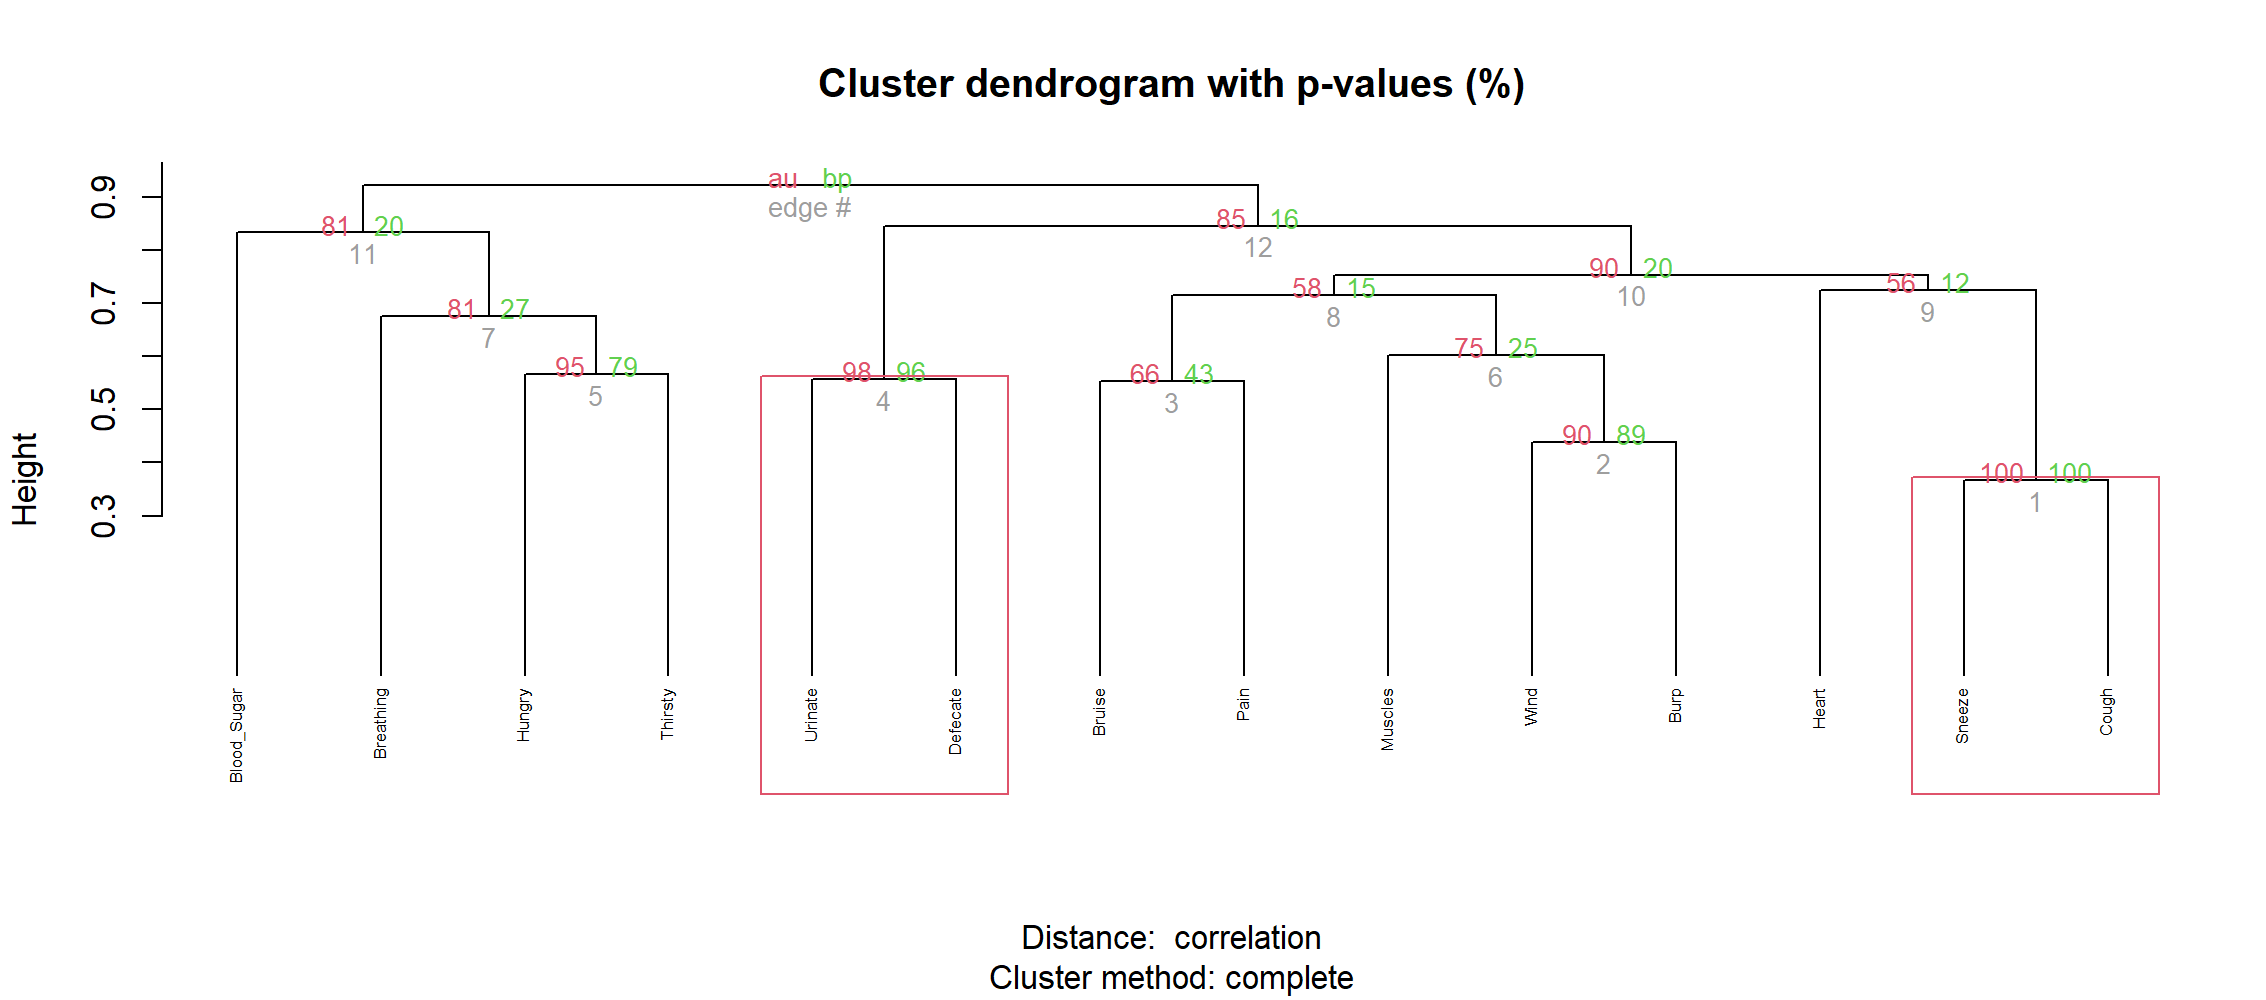 Cluster dendrogram with p-values (%)
Height
0.9
0.7
0.5
0.3
au bp
edge #
85 16
12
81 20
11
90 20
10
56 12
9
58 15
8
81 27
7
75 25
6
95 79
5
98 96
4
66 43
3
90 89
2
100 100
1
Blood_Sugar
Breathing
Hungry
Thirsty
Urinate
Defecate
Bruise
Pain
Muscles
Wind
Burp
Heart
Sneeze
Cough
Distance: correlation
Cluster method: complete